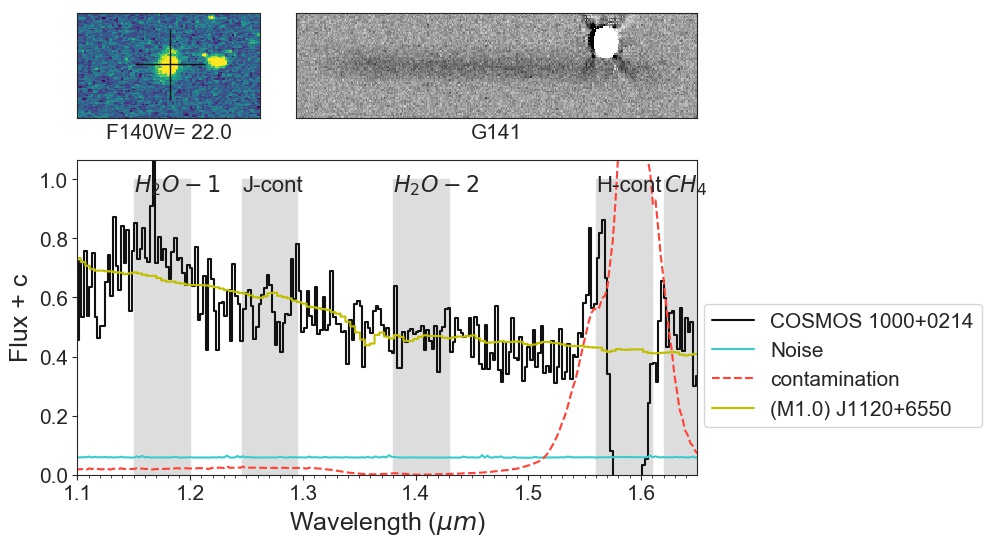 F140W= 22.0
G141
H₂O − 1
J-cont
H₂O − 2
H-cont
CH₄
1.0
0.8
0.6
0.4
0.2
0.0
Flux + c
1.1
1.2
1.3
1.4
1.5
1.6
Wavelength (μm)
COSMOS 1000+0214
Noise
contamination
(M1.0) J1120+6550